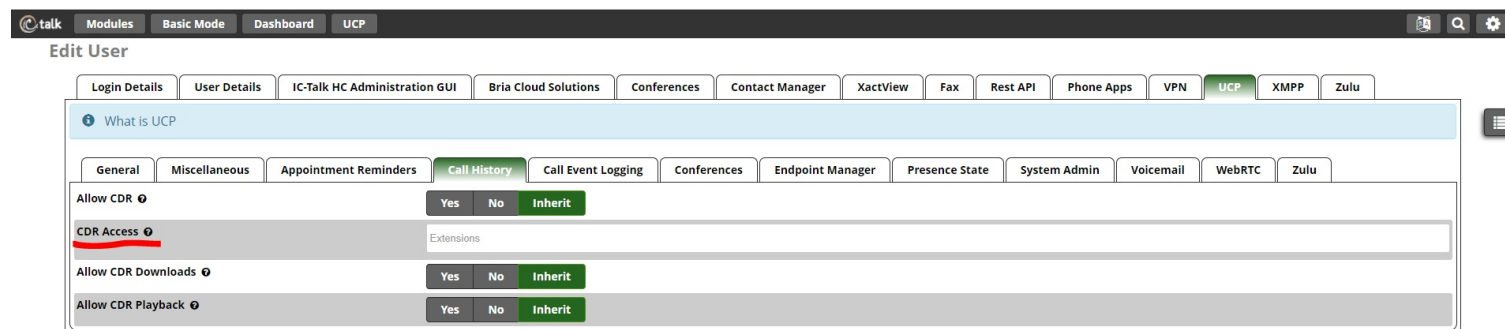 talk Modules Basic Mode Dashboard UCP
Edit User
Login Details User Details IC-Talk HC Administration GUI Bria Cloud Solutions Conferences Contact Manager XactView Fax Rest API Phone Apps VPN UCP XMPP Zulu
What is UCP
General Miscellaneous Appointment Reminders Call History Call Event Logging Conferences Endpoint Manager Presence State System Admin Voicemail WebRTC Zulu
Allow CDR Yes No Inherit
CDR Access Extensions
Allow CDR Downloads Yes No Inherit
Allow CDR Playback Yes No Inherit